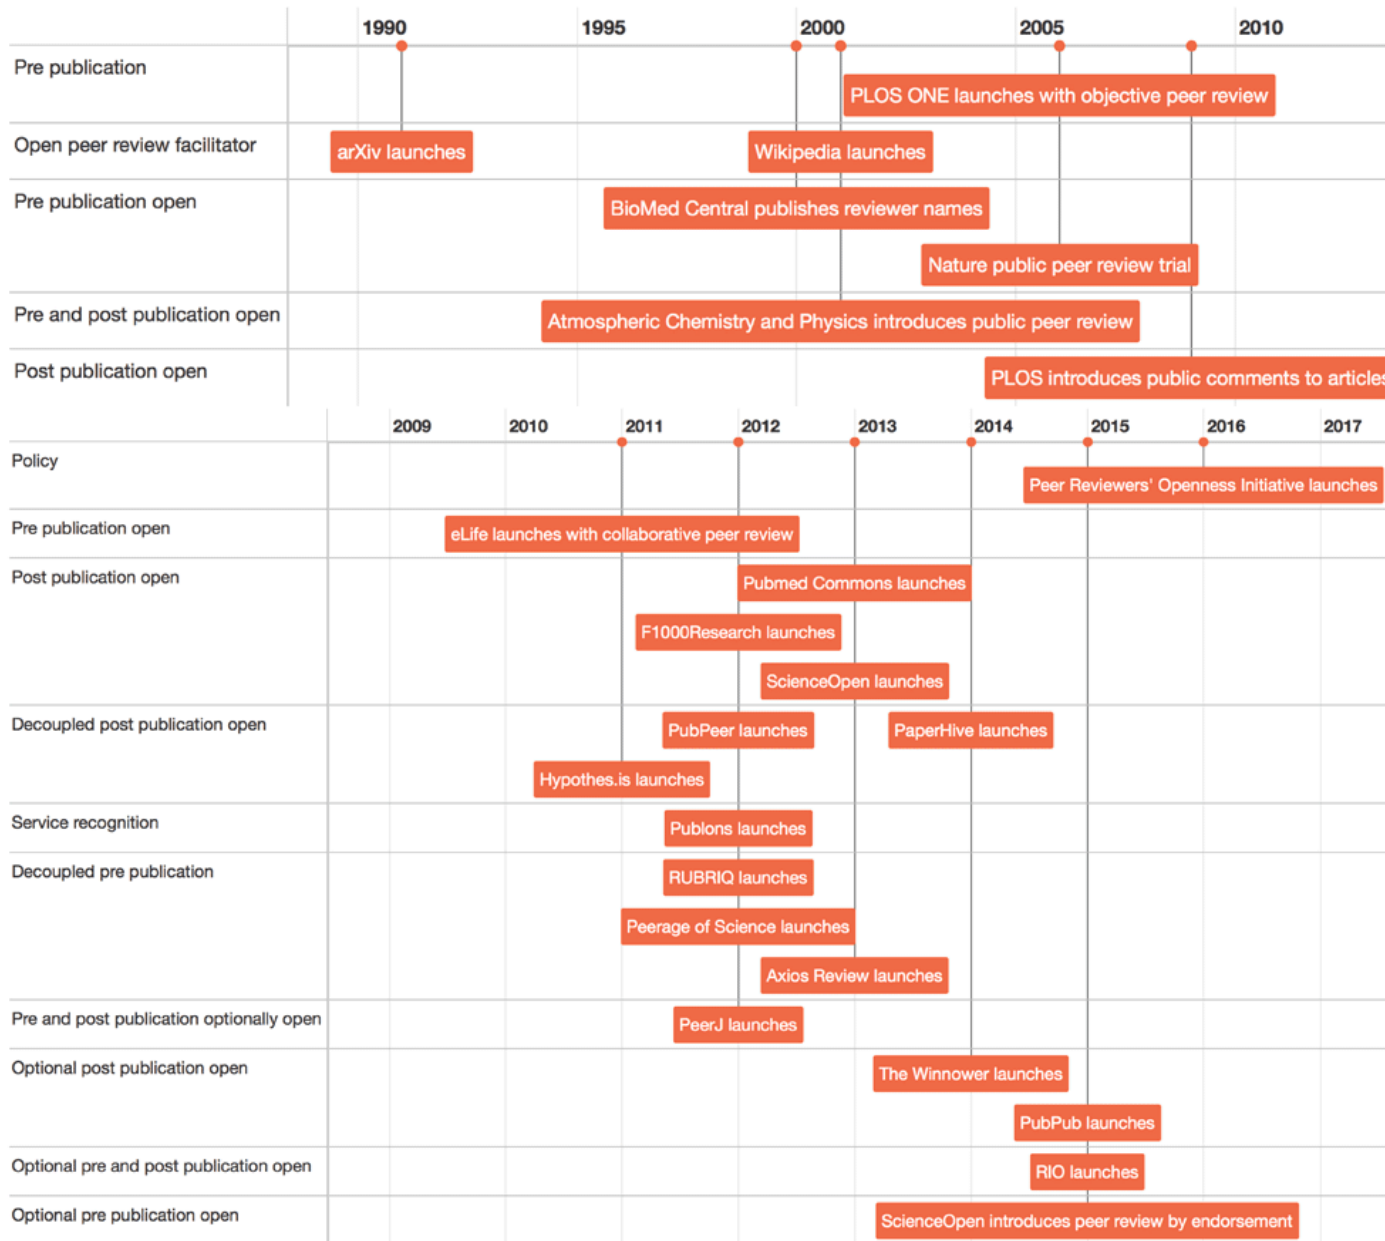 1990 1995 2000 2005 2010
Pre publication
PLOS ONE launches with objective peer review
Open peer review facilitator
arXiv launches
Wikipedia launches
Pre publication open
BioMed Central publishes reviewer names
Nature public peer review trial
Pre and post publication open
Atmospheric Chemistry and Physics introduces public peer review
Post publication open
PLOS introduces public comments to articles
2009 2010 2011 2012 2013 2014 2015 2016 2017
Policy
Peer Reviewers' Openness Initiative launches
Pre publication open
eLife launches with collaborative peer review
Post publication open
Pubmed Commons launches
F1000Research launches
ScienceOpen launches
Decoupled post publication open
PubPeer launches
PaperHive launches
Hypothes.is launches
Service recognition
Publons launches
Decoupled pre publication
RUBRIQ launches
Peerage of Science launches
Axios Review launches
Pre and post publication optionally open
PeerJ launches
Optional post publication open
The Winnower launches
PubPub launches
Optional pre and post publication open
RIO launches
Optional pre publication open
ScienceOpen introduces peer review by endorsement